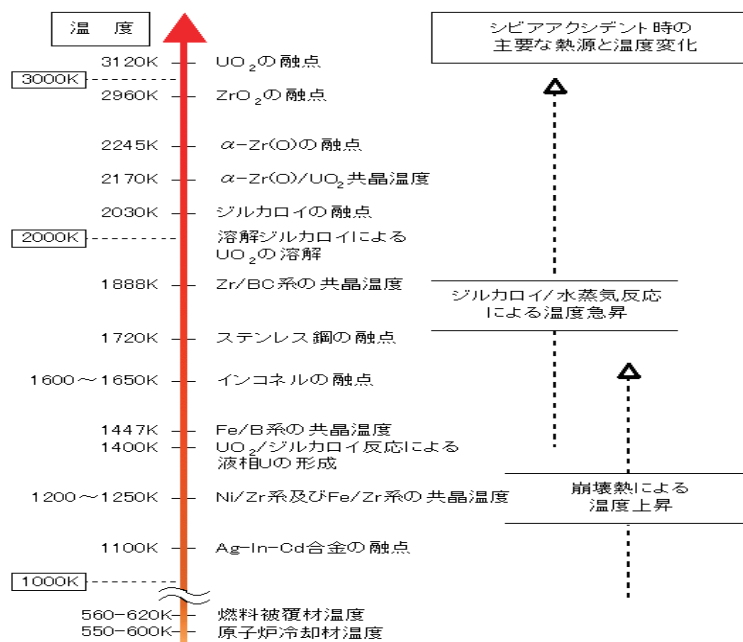 温 度
シビアアクシデント時の
主要な熱源と温度変化
3120K UO2の融点
3000K
2960K ZrO2の融点
2245K α-Zr(O)の融点
2170K α-Zr(O)/UO2共晶温度
2030K ジルカロイの融点
2000K 溶解ジルカロイによる
UO2の溶解
1888K Zr/BC系の共晶温度
ジルカロイ/水蒸気反応
による温度急昇
1720K ステンレス鋼の融点
1600～1650K インコネルの融点
1447K Fe/B系の共晶温度
1400K UO2/ジルカロイ反応による
液相Uの形成
崩壊熱による
温度上昇
1200～1250K Ni/Zr系及びFe/Zr系の共晶温度
1100K Ag-In-Cd合金の融点
1000K
560-620K 燃料被覆材温度
550-600K 原子炉冷却材温度